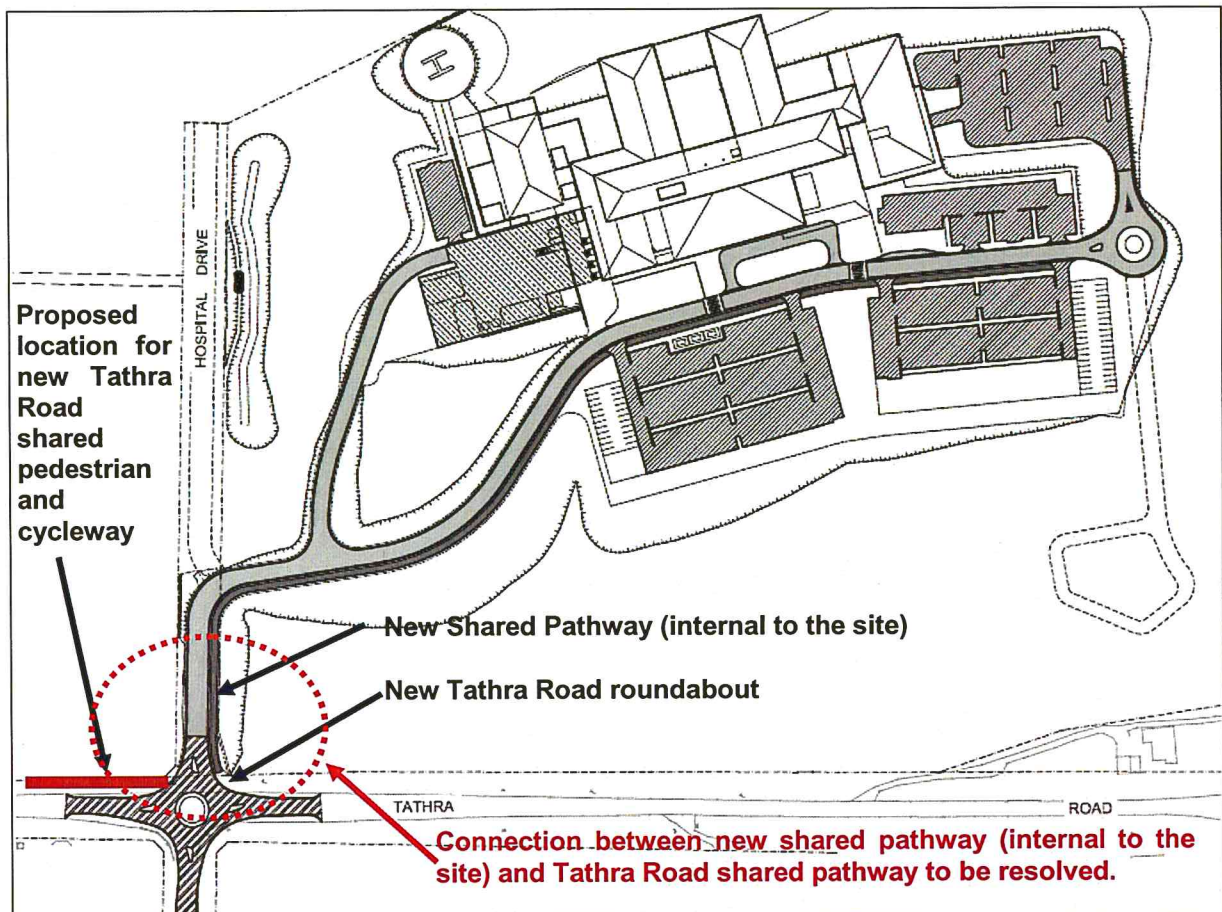 H
HOSPITAL DRIVE
Proposed
location for
new Tathra
Road
shared
pedestrian
and
cycleway
New Shared Pathway (internal to the site)
New Tathra Road roundabout
TATHRA ROAD
Connection between new shared pathway (internal to the
site) and Tathra Road shared pathway to be resolved.